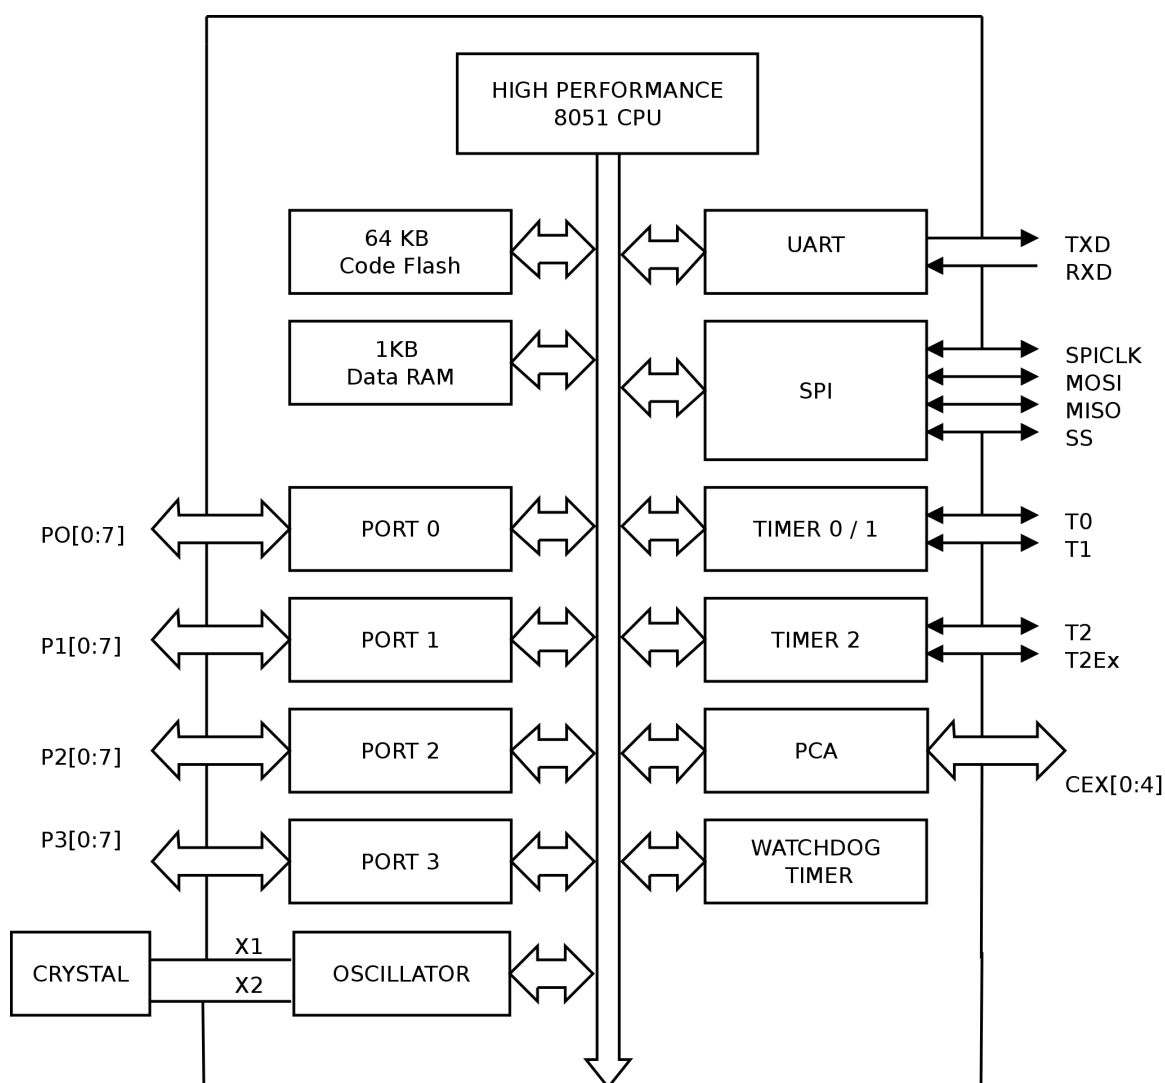 HIGH PERFORMANCE
8051 CPU
64 KB
Code Flash
UART
TXD
RXD
1KB
Data RAM
SPI
SPICLK
MOSI
MISO
SS
PO[0:7]
PORT 0
TIMER 0 / 1
T0
T1
P1[0:7]
PORT 1
TIMER 2
T2
T2Ex
P2[0:7]
PORT 2
PCA
CEX[0:4]
P3[0:7]
PORT 3
WATCHDOG
TIMER
CRYSTAL
X1
X2
OSCILLATOR